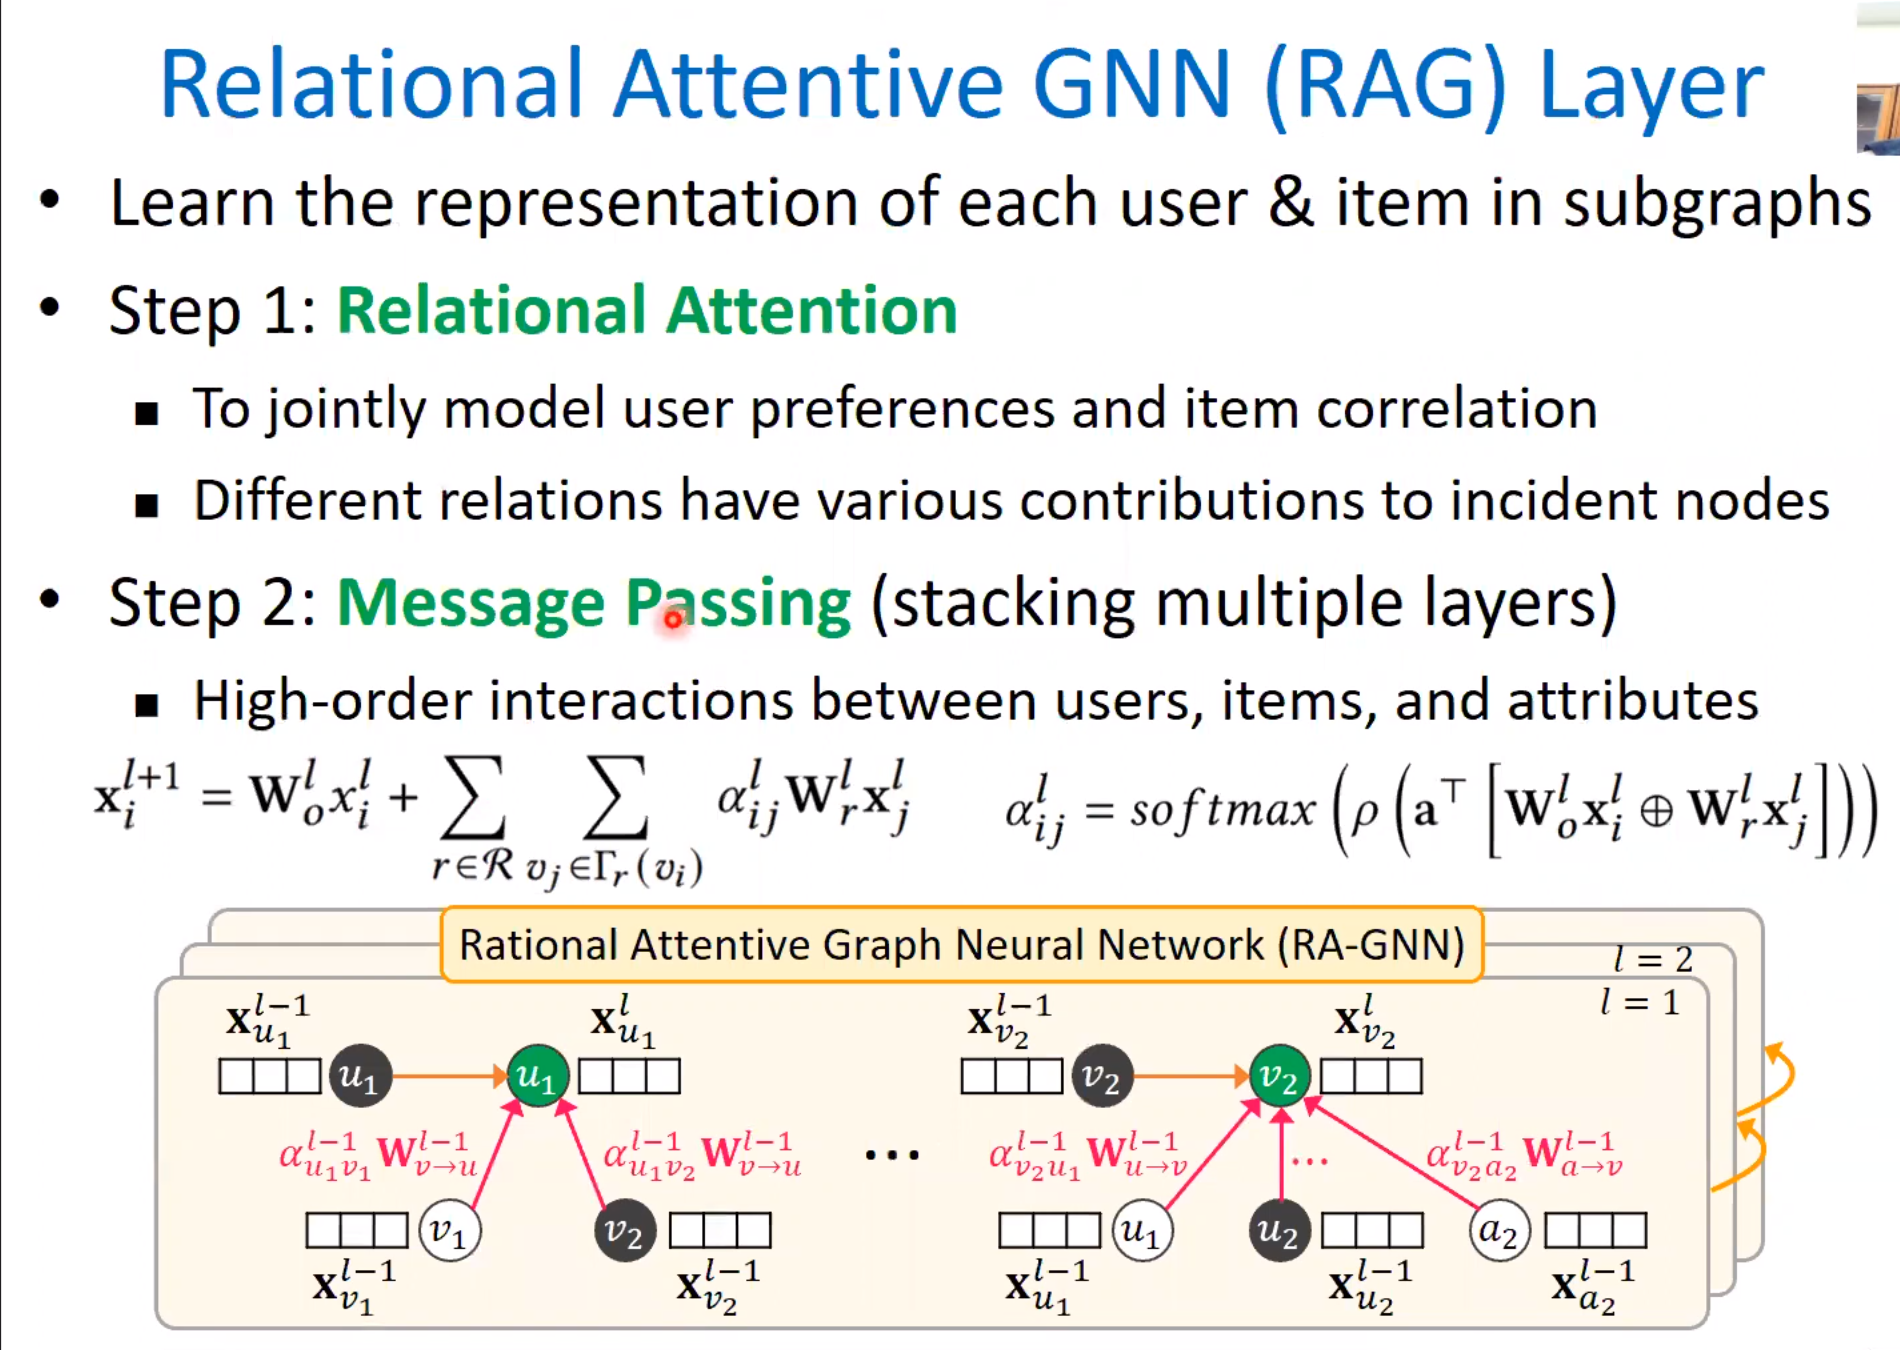 Relational Attentive GNN (RAG) Layer
• Learn the representation of each user & item in subgraphs
• Step 1: Relational Attention
▪ To jointly model user preferences and item correlation
▪ Different relations have various contributions to incident nodes
• Step 2: Message Passing (stacking multiple layers)
▪ High-order interactions between users, items, and attributes
$\mathbf{x}_i^{l+1} = \mathbf{W}_o^l x_i^l + \sum_{r \in \mathcal{R}} \sum_{v_j \in \Gamma_r(v_i)} \alpha_{ij}^l \mathbf{W}_r^l \mathbf{x}_j^l$ $\alpha_{ij}^l = softmax\left(\rho\left(\mathbf{a}^\top \left[\mathbf{W}_o^l \mathbf{x}_i^l \oplus \mathbf{W}_r^l \mathbf{x}_j^l\right]\right)\right)$
Rational Attentive Graph Neural Network (RA-GNN)
$l = 2$
$l = 1$
$\mathbf{x}_{u_1}^{l-1}$ $\mathbf{x}_{u_1}^{l}$ $\mathbf{x}_{v_2}^{l-1}$ $\mathbf{x}_{v_2}^{l}$
$u_1$ $u_1$ $v_2$ $v_2$
$\alpha_{u_1v_1}^{l-1} \mathbf{W}_{v \to u}^{l-1}$ $\alpha_{u_1v_2}^{l-1} \mathbf{W}_{v \to u}^{l-1}$ ... $\alpha_{v_2u_1}^{l-1} \mathbf{W}_{u \to v}^{l-1}$ ... $\alpha_{v_2a_2}^{l-1} \mathbf{W}_{a \to v}^{l-1}$
$v_1$ $v_2$ $u_1$ $u_2$ $a_2$
$\mathbf{x}_{v_1}^{l-1}$ $\mathbf{x}_{v_2}^{l-1}$ $\mathbf{x}_{u_1}^{l-1}$ $\mathbf{x}_{u_2}^{l-1}$ $\mathbf{x}_{a_2}^{l-1}$